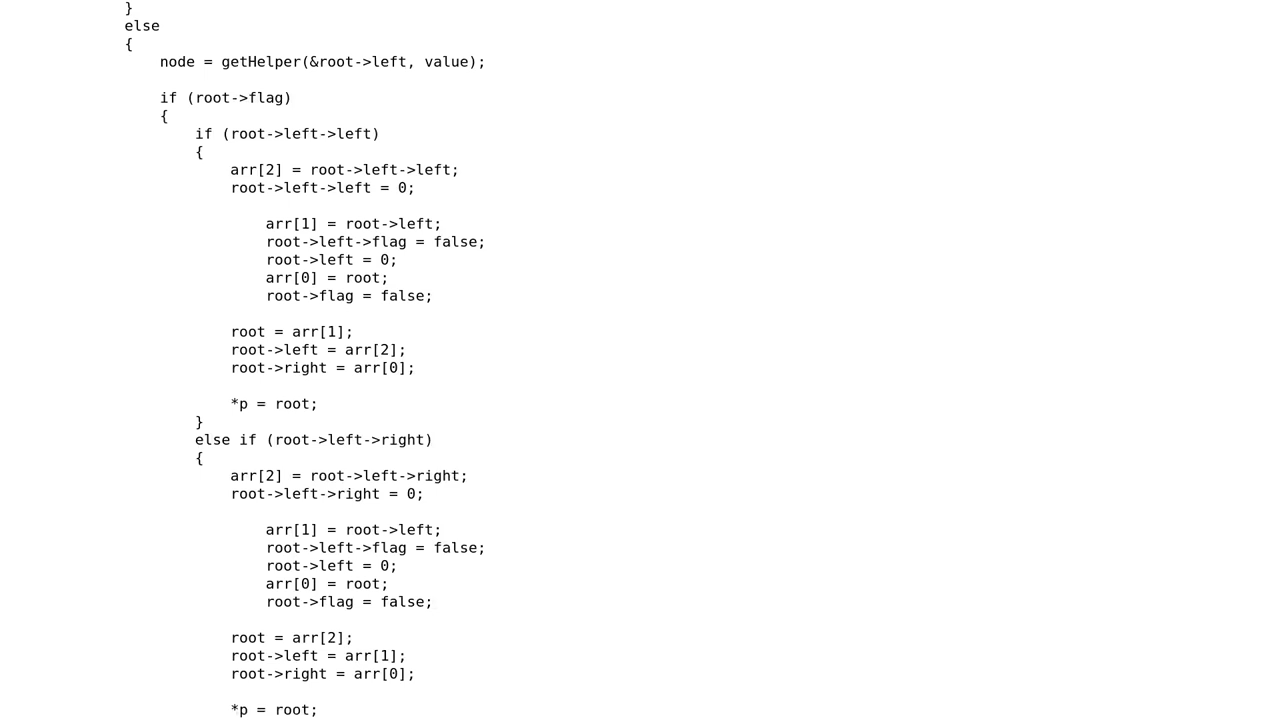 }
else
{
node = getHelper(&root->left, value);
if (root->flag)
{
if (root->left->left)
{
arr[2] = root->left->left;
root->left->left = 0;
arr[1] = root->left;
root->left->flag = false;
root->left = 0;
arr[0] = root;
root->flag = false;
root = arr[1];
root->left = arr[2];
root->right = arr[0];
*p = root;
}
else if (root->left->right)
{
arr[2] = root->left->right;
root->left->right = 0;
arr[1] = root->left;
root->left->flag = false;
root->left = 0;
arr[0] = root;
root->flag = false;
root = arr[2];
root->left = arr[1];
root->right = arr[0];
*p = root;